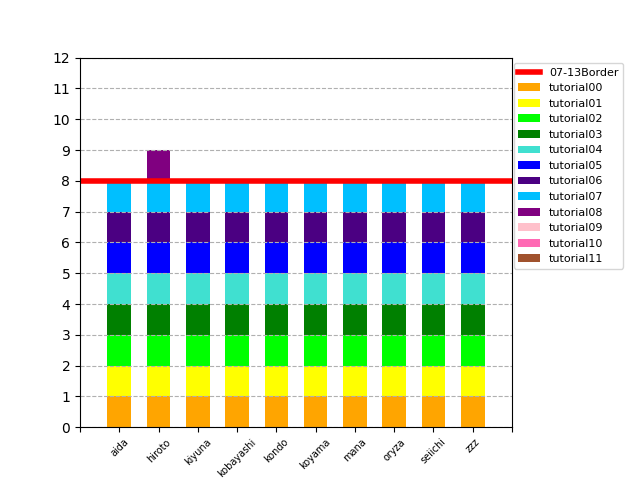 12
11
10
9
8
7
6
5
4
3
2
1
0
aida
hiroto
kiyuna
kobayashi
kondo
koyama
mana
oryza
seiichi
zzz
07-13Border
tutorial00
tutorial01
tutorial02
tutorial03
tutorial04
tutorial05
tutorial06
tutorial07
tutorial08
tutorial09
tutorial10
tutorial11